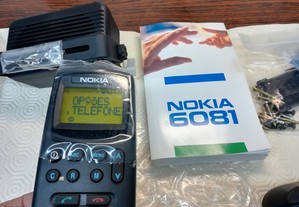 NOKIA
OPÇÕES
TELEFONE
C R N V
NOKIA
6081